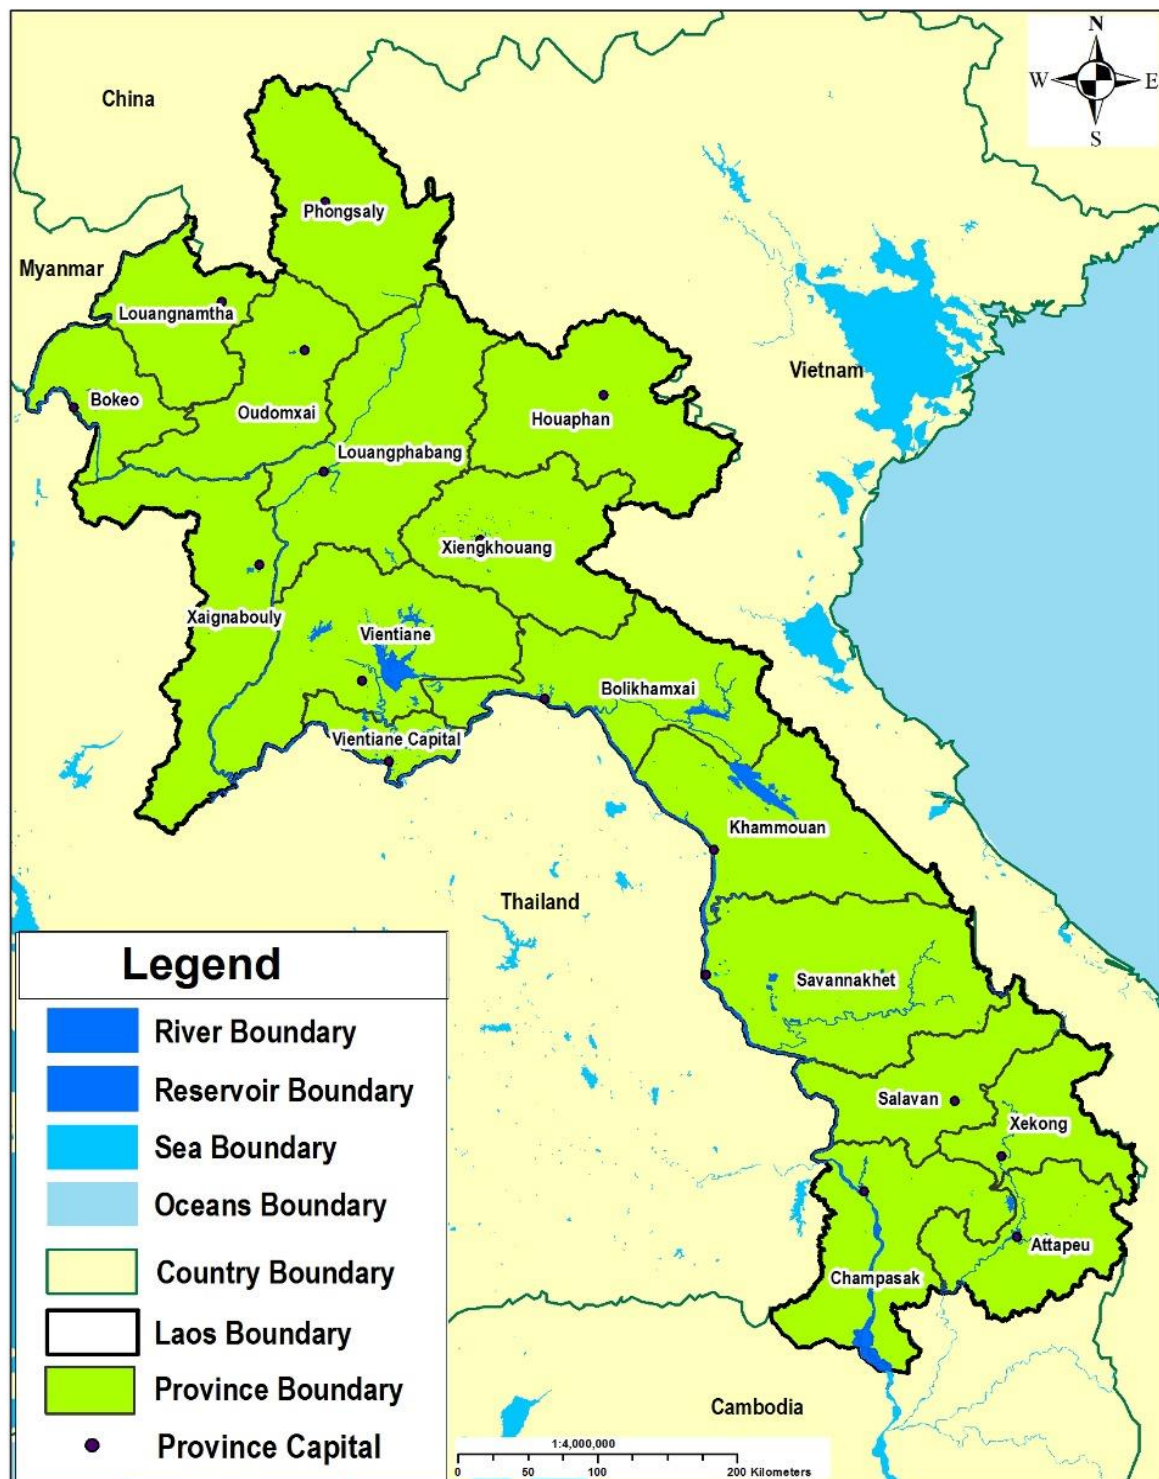 N
W E
S
China
Phongsaly
Myanmar
Louangnamtha
Vietnam
Bokeo
Oudomxai
Houaphan
Louangphabang
Xiengkhouang
Xaignabouly
Vientiane
Bolikhamxai
Vientiane Capital
Khammouan
Thailand
Savannakhet
Salavan
Xekong
Attapeu
Champasak
Cambodia
Legend
River Boundary
Reservoir Boundary
Sea Boundary
Oceans Boundary
Country Boundary
Laos Boundary
Province Boundary
Province Capital
1:4,000,000
0 50 100 200 Kilometers